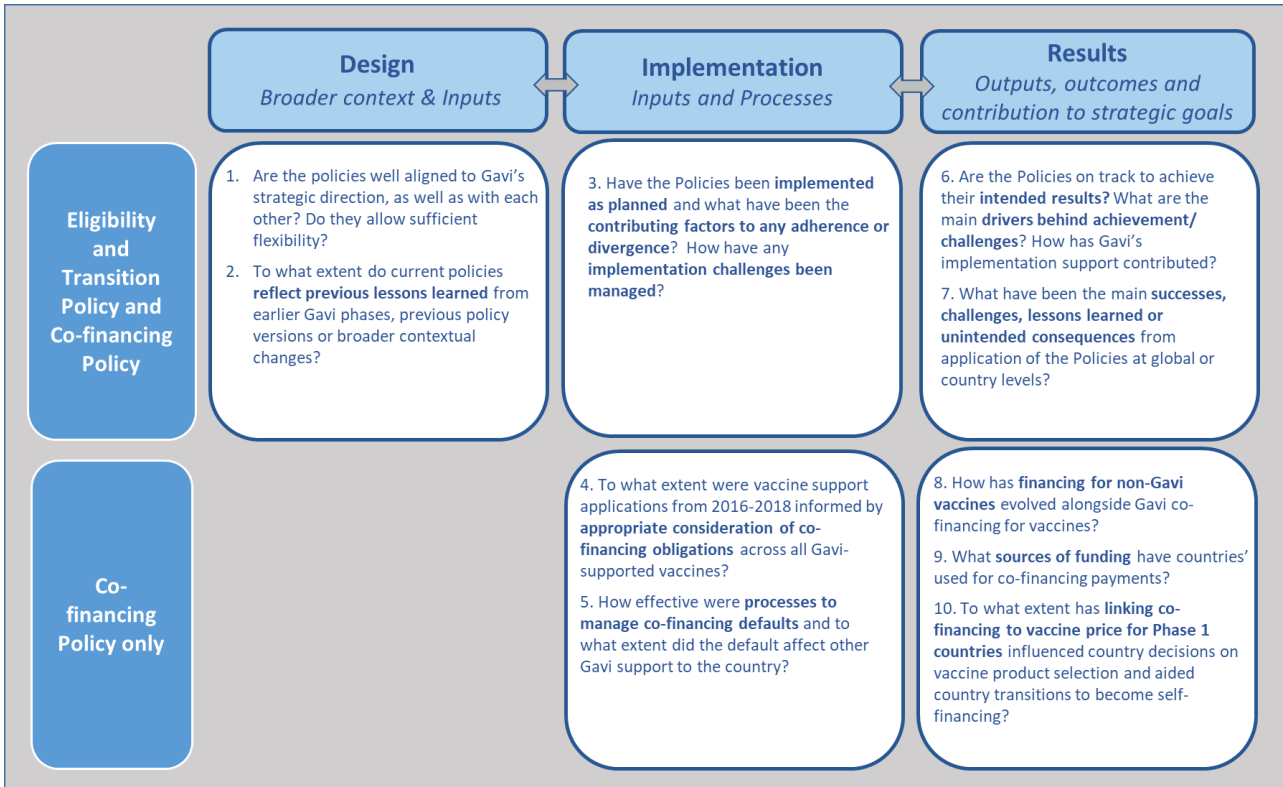 Design
Broader context & Inputs
Implementation
Inputs and Processes
Results
Outputs, outcomes and
contribution to strategic goals
Eligibility
and
Transition
Policy and
Co-financing
Policy
1. Are the policies well aligned to Gavi's
strategic direction, as well as with each
other? Do they allow sufficient
flexibility?
2. To what extent do current policies
reflect previous lessons learned from
earlier Gavi phases, previous policy
versions or broader contextual
changes?
3. Have the Policies been implemented
as planned and what have been the
contributing factors to any adherence or
divergence? How have any
implementation challenges been
managed?
6. Are the Policies on track to achieve
their intended results? What are the
main drivers behind achievement/
challenges? How has Gavi's
implementation support contributed?
7. What have been the main successes,
challenges, lessons learned or
unintended consequences from
application of the Policies at global or
country levels?
Co-
financing
Policy only
4. To what extent were vaccine support
applications from 2016-2018 informed by
appropriate consideration of co-
financing obligations across all Gavi-
supported vaccines?
5. How effective were processes to
manage co-financing defaults and to
what extent did the default affect other
Gavi support to the country?
8. How has financing for non-Gavi
vaccines evolved alongside Gavi co-
financing for vaccines?
9. What sources of funding have countries'
used for co-financing payments?
10. To what extent has linking co-
financing to vaccine price for Phase 1
countries influenced country decisions on
vaccine product selection and aided
country transitions to become self-
financing?